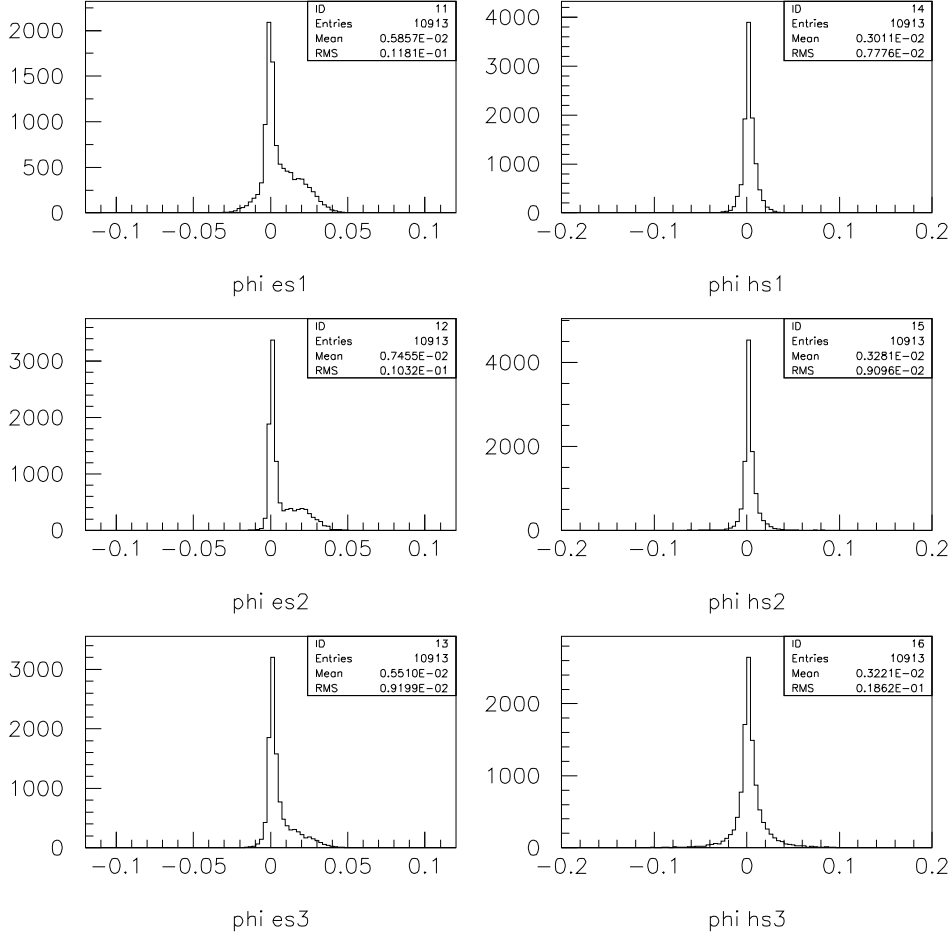 ID 11
Entries 10913
Mean 0.5857E-02
RMS 0.1181E-01
2000
1500
1000
500
0
-0.1 -0.05 0 0.05 0.1
phi es1
ID 14
Entries 10913
Mean 0.3011E-02
RMS 0.7776E-02
4000
3000
2000
1000
0
-0.2 -0.1 0 0.1 0.2
phi hs1
ID 12
Entries 10913
Mean 0.7455E-02
RMS 0.1032E-01
3000
2000
1000
0
-0.1 -0.05 0 0.05 0.1
phi es2
ID 15
Entries 10913
Mean 0.3281E-02
RMS 0.9096E-02
4000
2000
0
-0.2 -0.1 0 0.1 0.2
phi hs2
ID 13
Entries 10913
Mean 0.5510E-02
RMS 0.9199E-02
3000
2000
1000
0
-0.1 -0.05 0 0.05 0.1
phi es3
ID 16
Entries 10913
Mean 0.3221E-02
RMS 0.1862E-01
2000
1000
0
-0.2 -0.1 0 0.1 0.2
phi hs3